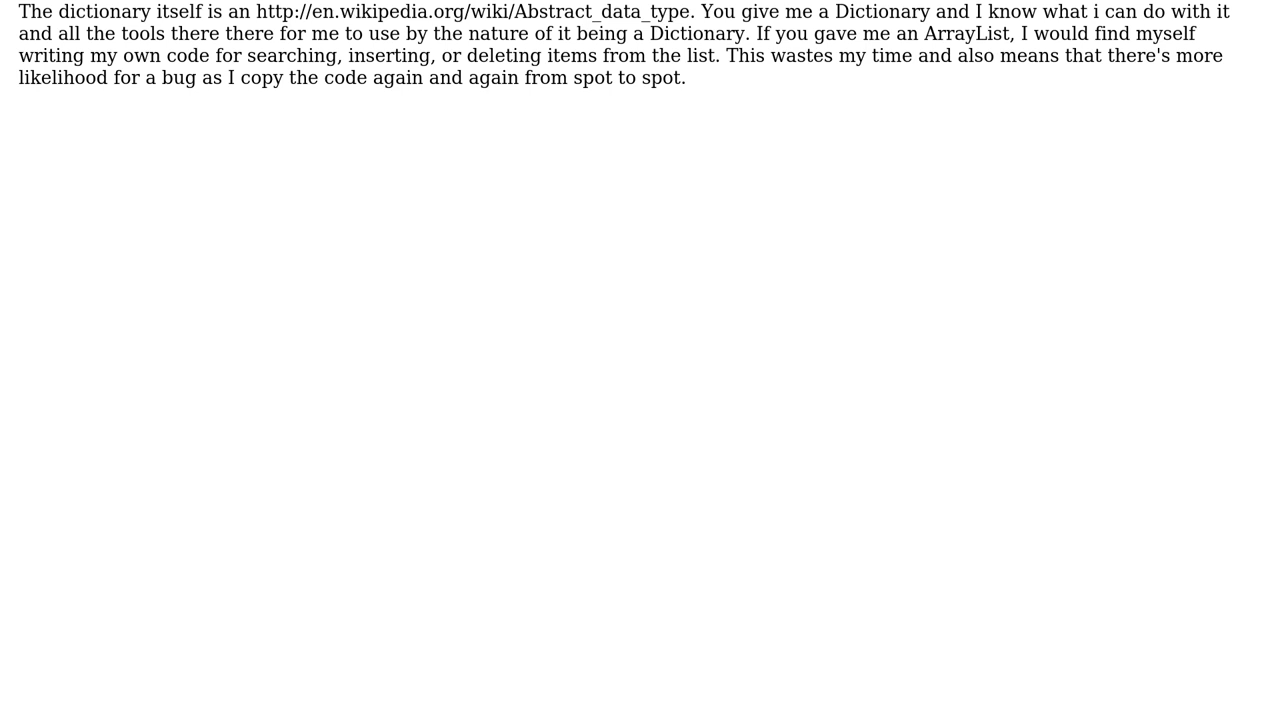 The dictionary itself is an http://en.wikipedia.org/wiki/Abstract_data_type. You give me a Dictionary and I know what i can do with it
and all the tools there there for me to use by the nature of it being a Dictionary. If you gave me an ArrayList, I would find myself
writing my own code for searching, inserting, or deleting items from the list. This wastes my time and also means that there's more
likelihood for a bug as I copy the code again and again from spot to spot.